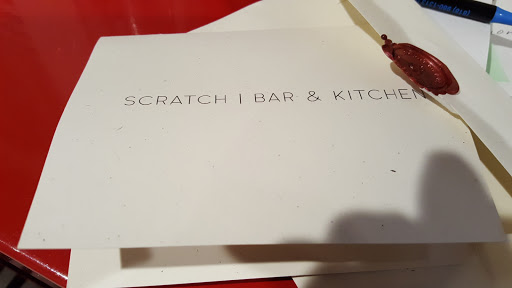 SCRATCH | BAR & KITCHEN